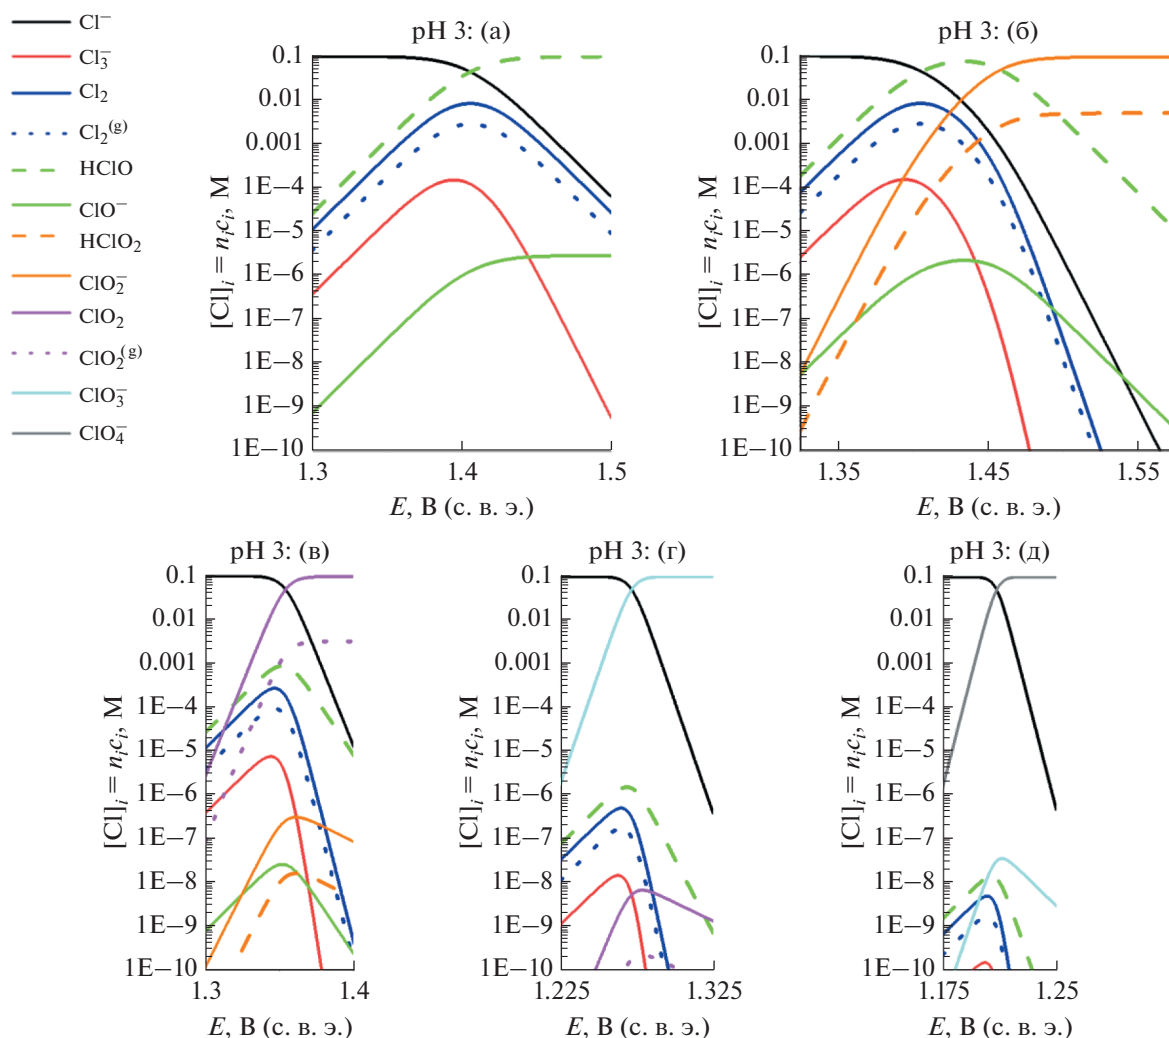 Cl⁻
Cl₃⁻
Cl₂
Cl₂⁽ᵍ⁾
HClO
ClO⁻
HClO₂
ClO₂⁻
ClO₂
ClO₂⁽ᵍ⁾
ClO₃⁻
ClO₄⁻
pH 3: (а)
[Cl]ᵢ = nᵢcᵢ, М
0.1
0.01
0.001
1E−4
1E−5
1E−6
1E−7
1E−8
1E−9
1E−10
1.3 1.4 1.5
E, В (с. в. э.)
pH 3: (б)
[Cl]ᵢ = nᵢcᵢ, М
0.1
0.01
0.001
1E−4
1E−5
1E−6
1E−7
1E−8
1E−9
1E−10
1.35 1.45 1.55
E, В (с. в. э.)
pH 3: (в)
[Cl]ᵢ = nᵢcᵢ, М
0.1
0.01
0.001
1E−4
1E−5
1E−6
1E−7
1E−8
1E−9
1E−10
1.3 1.4
E, В (с. в. э.)
pH 3: (г)
[Cl]ᵢ = nᵢcᵢ, М
0.1
0.01
0.001
1E−4
1E−5
1E−6
1E−7
1E−8
1E−9
1E−10
1.225 1.325
E, В (с. в. э.)
pH 3: (д)
[Cl]ᵢ = nᵢcᵢ, М
0.1
0.01
0.001
1E−4
1E−5
1E−6
1E−7
1E−8
1E−9
1E−10
1.175 1.25
E, В (с. в. э.)